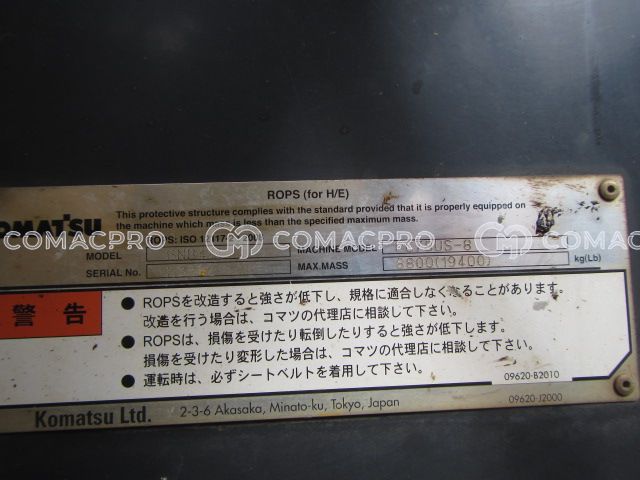 ROPS (for H/E)
KOMATSU
This protective structure complies with the standard provided that it is properly equipped on
the machine which mass is less than the specified maximum mass.
COMACPRO COMACPRO COMACPRO
MODEL
MACHINE MODEL US-8
SERIAL No.
MAX.MASS 8800(19400) kg(Lb)
警告
● ROPSを改造すると強さが低下し、規格に適合しなくなることがあります。
改造を行う場合は、コマツの代理店に相談して下さい。
● ROPSは、損傷を受けたり転倒したりすると強さが低下します。
損傷を受けたり変形した場合は、コマツの代理店に相談して下さい。
● 運転時は、必ずシートベルトを着用して下さい。
09620-B2010
Komatsu Ltd. 2-3-6 Akasaka, Minato-ku, Tokyo, Japan 09620-J2000